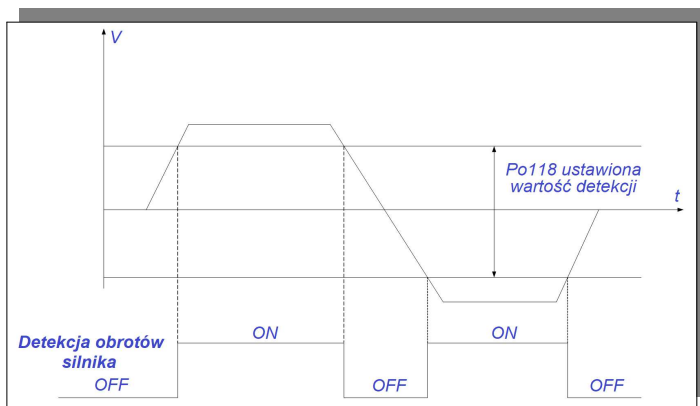 V
Po118 ustawiona
wartość detekcji
t
Detekcja obrotów
silnika
ON
ON
OFF
OFF
OFF